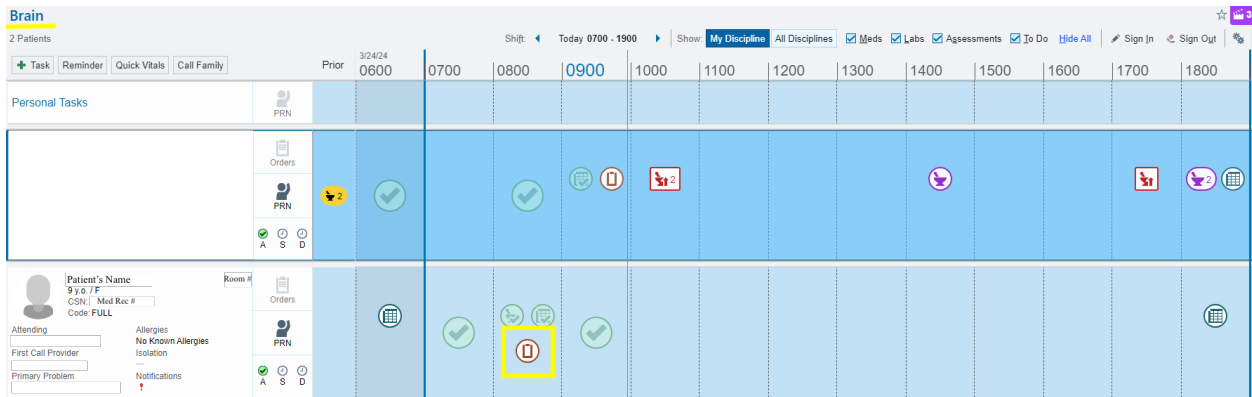 Brain
3
2 Patients
Shift: Today 0700 - 1900 Show: My Discipline All Disciplines Meds Labs Assessments To Do Hide All Sign In Sign Out
Task Reminder Quick Vitals Call Family
Prior 3/24/24 0600 0700 0800 0900 1000 1100 1200 1300 1400 1500 1600 1700 1800
Personal Tasks
PRN
Orders
PRN
A S D
2
2
2
Patient's Name Room #
9 y.o. / F
CSN: Med Rec #
Code: FULL
Attending Allergies
No Known Allergies
First Call Provider Isolation
---
Primary Problem Notifications
Orders
PRN
A S D